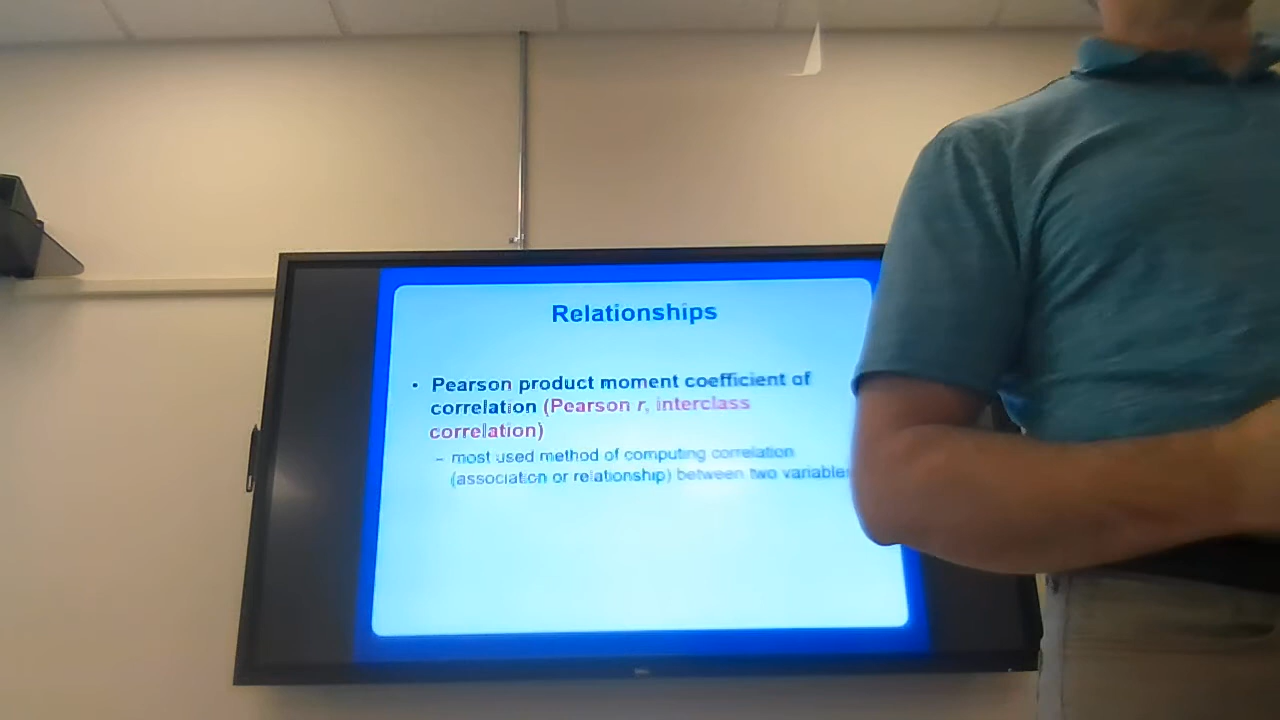 Relationships
• Pearson product moment coefficient of
correlation (Pearson r, interclass
correlation)
– most used method of computing correlation
(association or relationship) between two variable